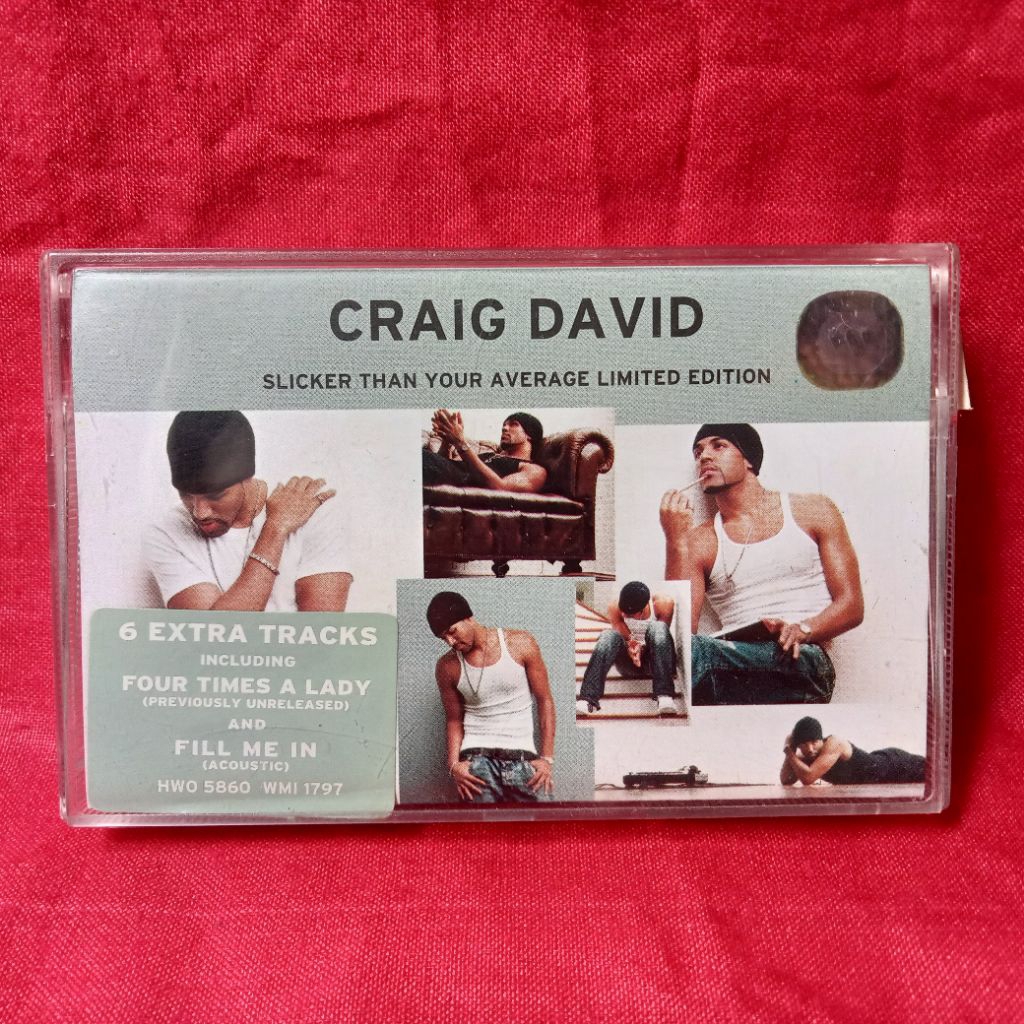 CRAIG DAVID
SLICKER THAN YOUR AVERAGE LIMITED EDITION
6 EXTRA TRACKS
INCLUDING
FOUR TIMES A LADY
(PREVIOUSLY UNRELEASED)
AND
FILL ME IN
(ACOUSTIC)
HWO 5860 WMI 1797